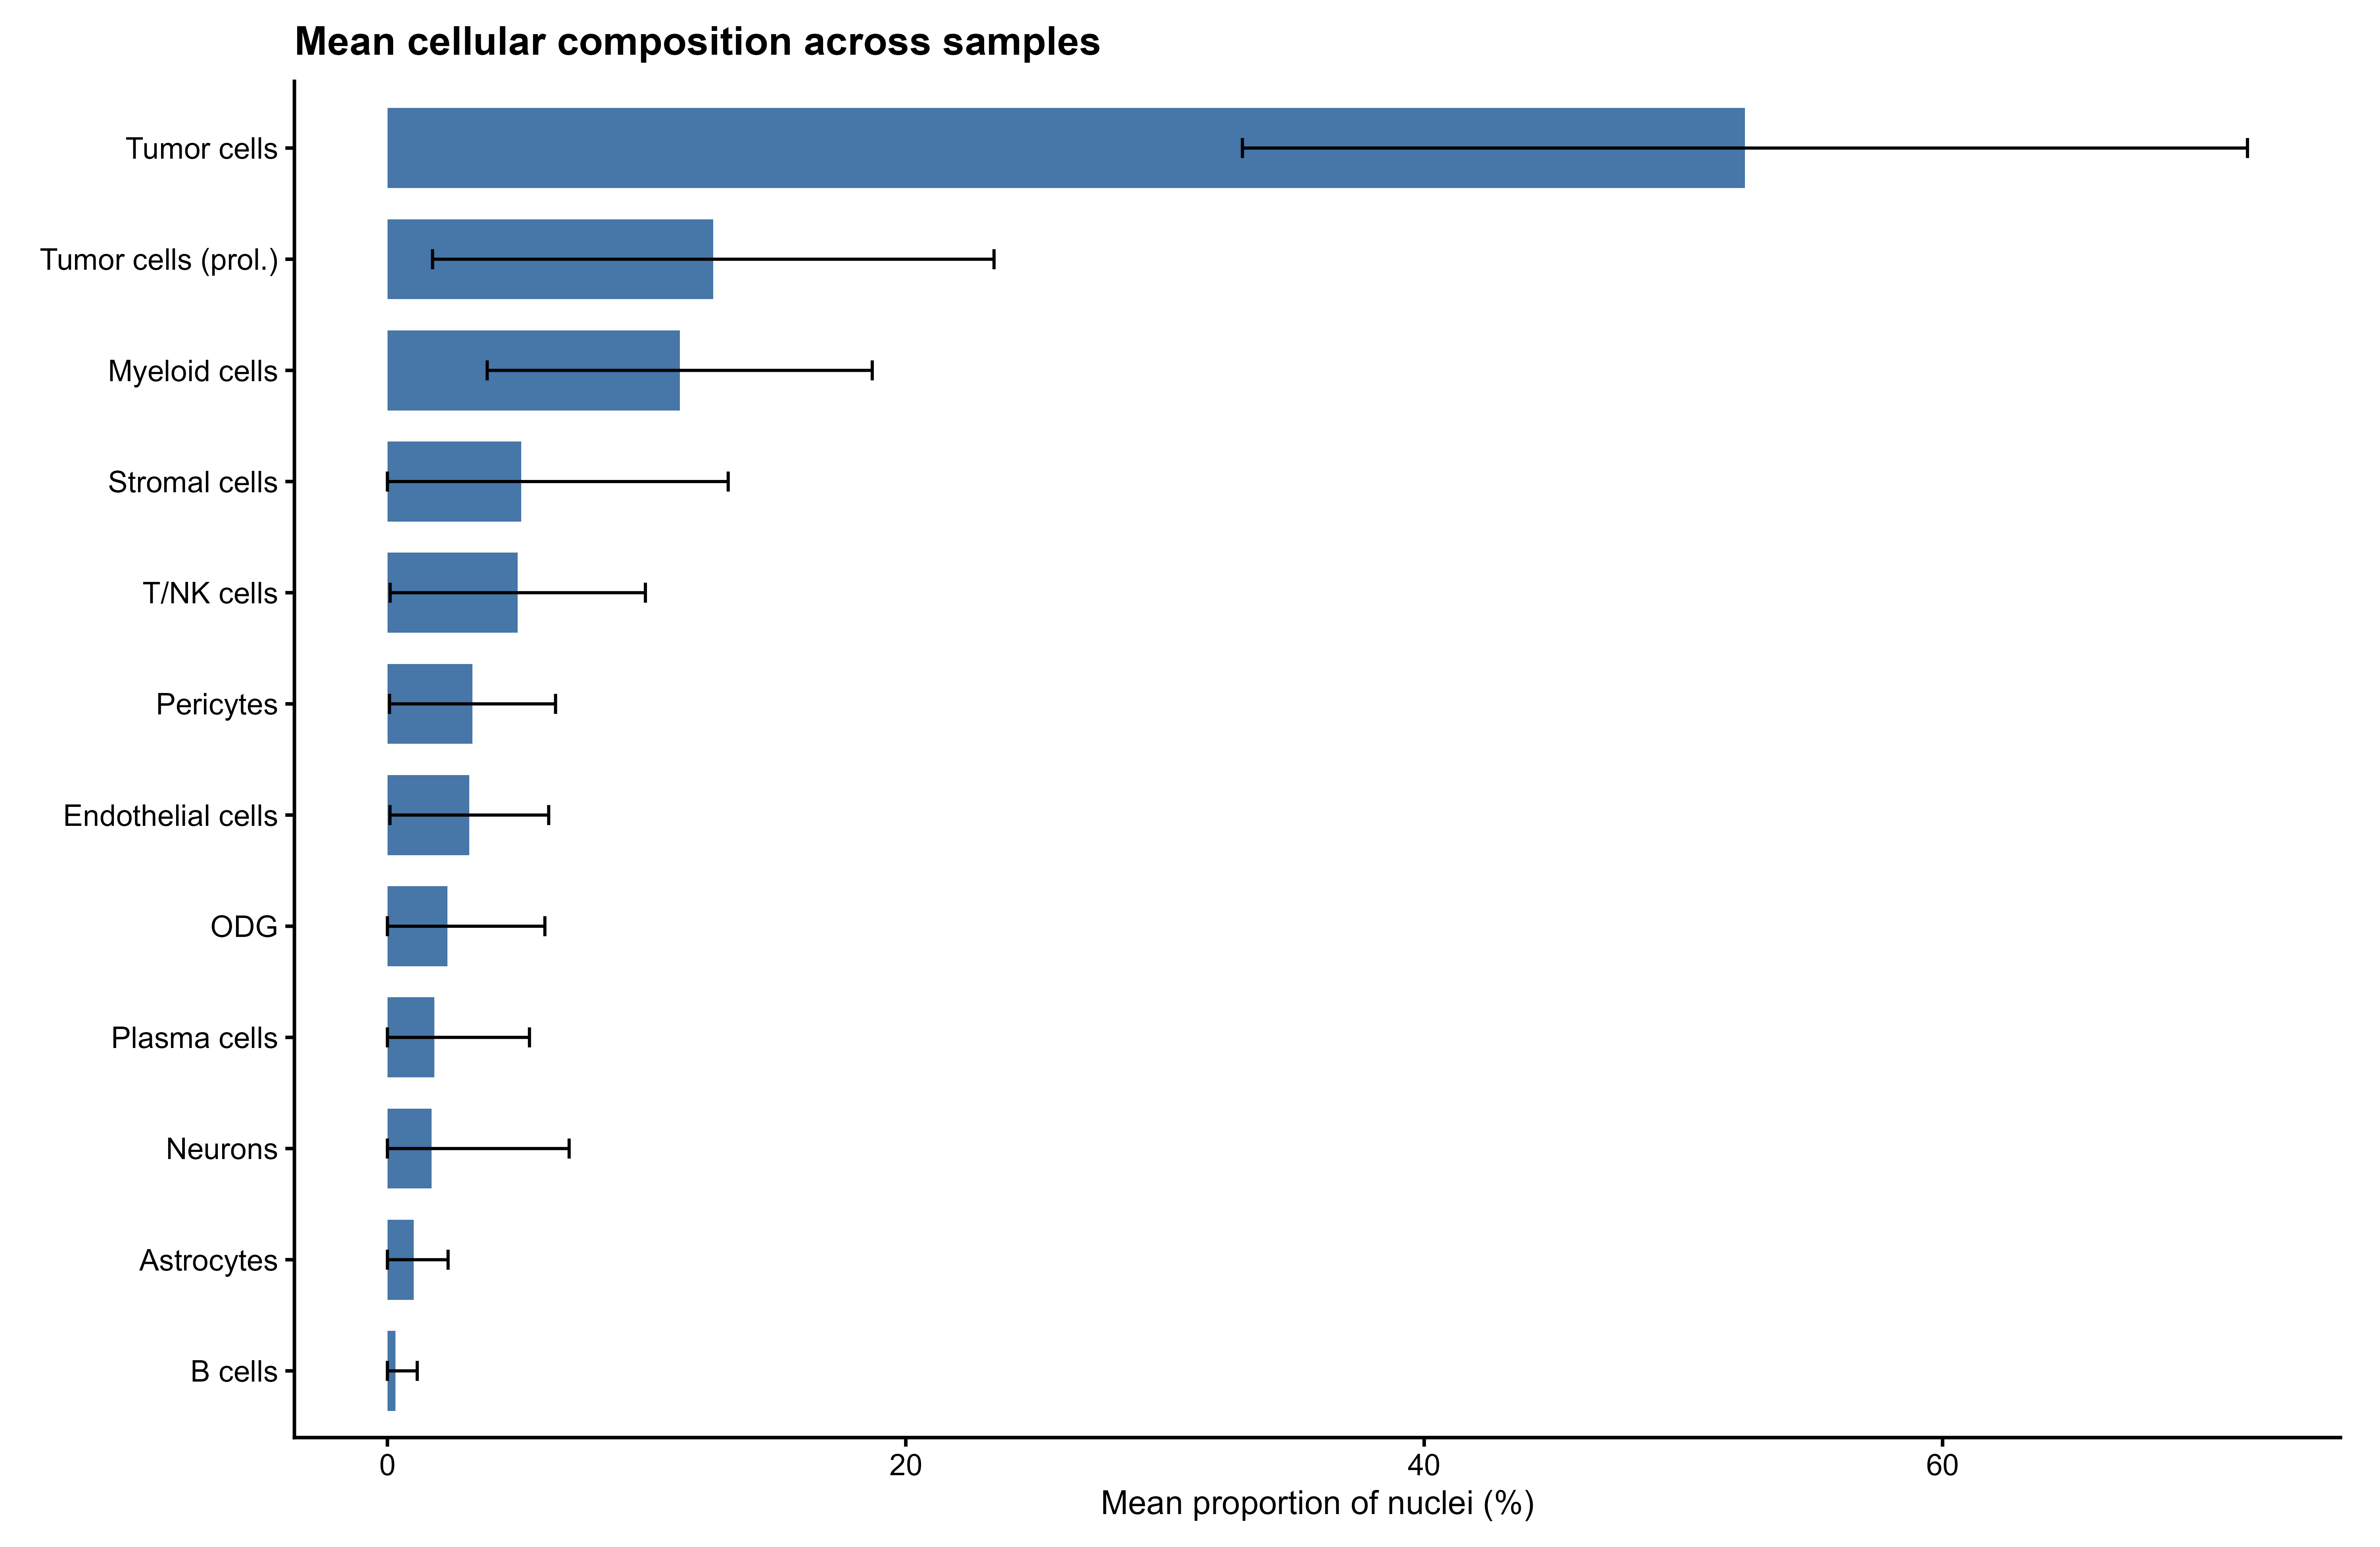 Mean cellular composition across samples
Tumor cells
Tumor cells (prol.)
Myeloid cells
Stromal cells
T/NK cells
Pericytes
Endothelial cells
ODG
Plasma cells
Neurons
Astrocytes
B cells
0 20 40 60
Mean proportion of nuclei (%)